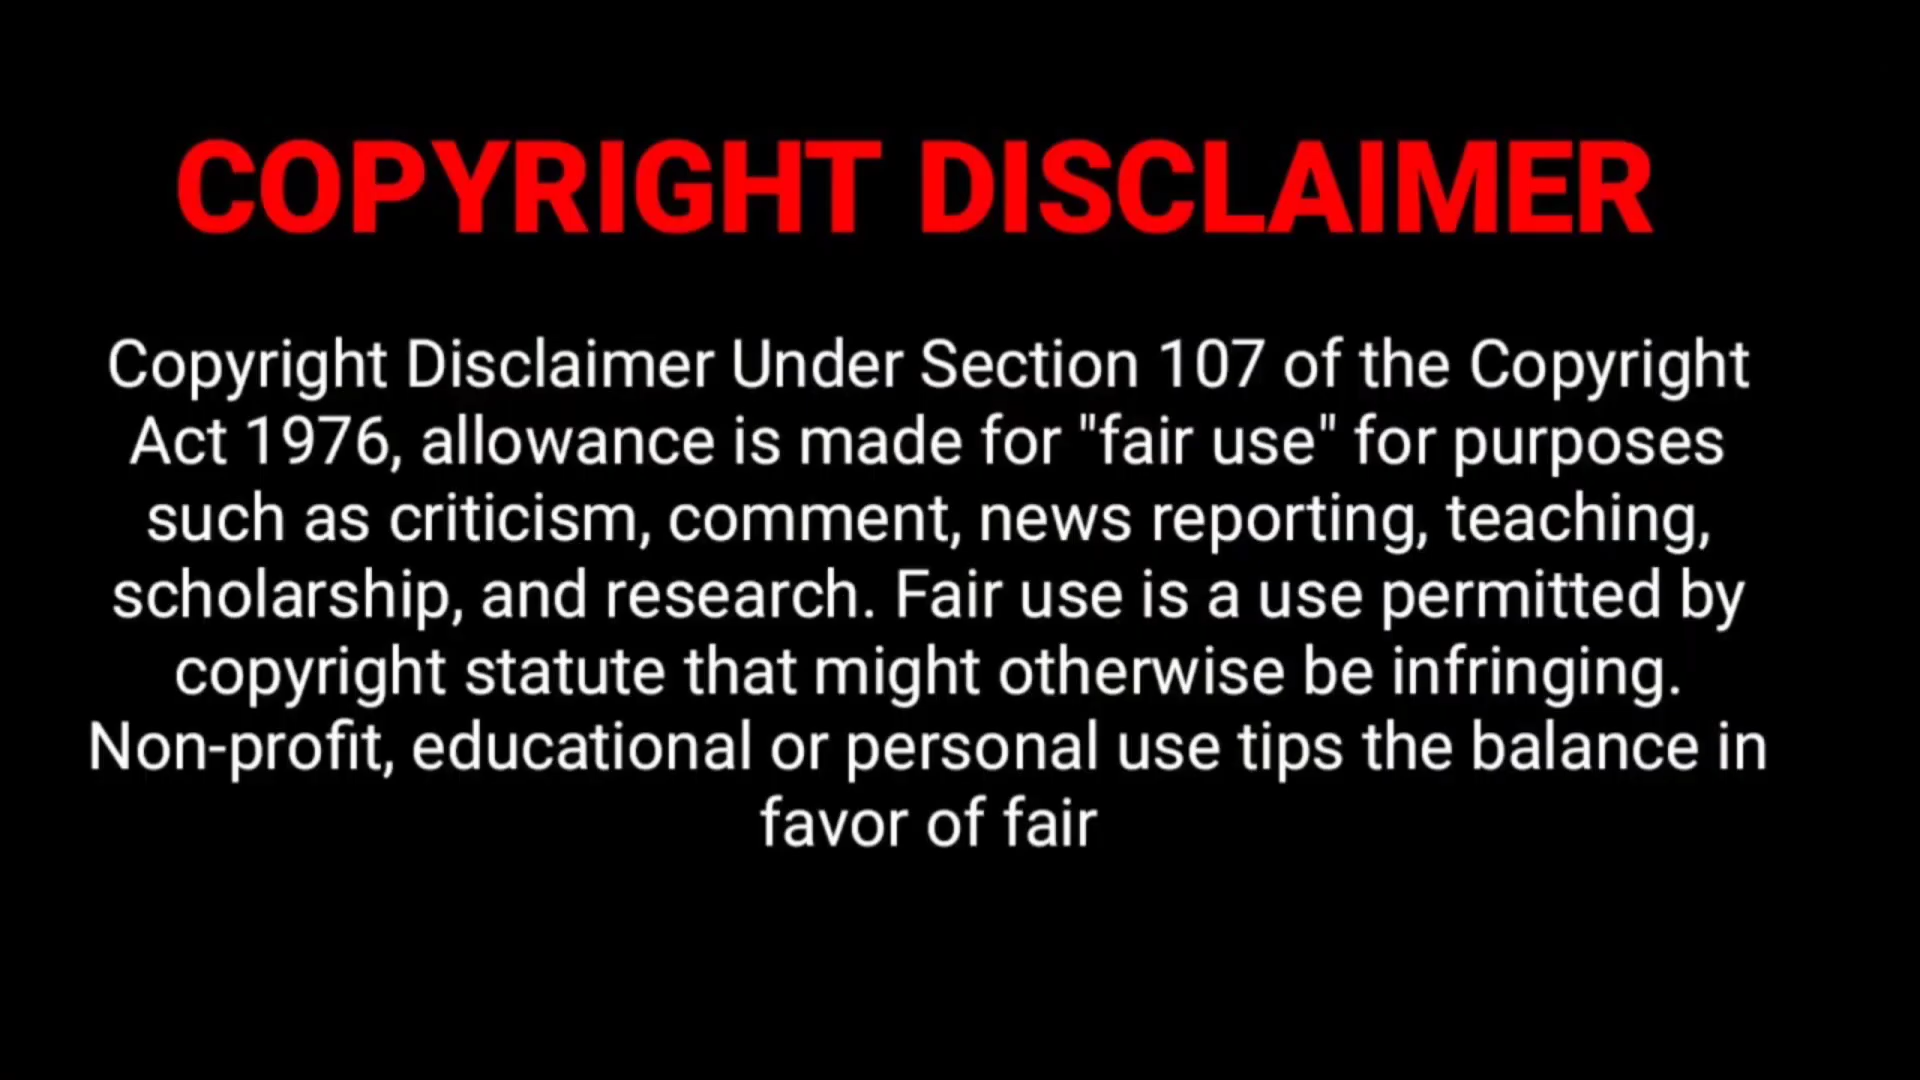 COPYRIGHT DISCLAIMER
Copyright Disclaimer Under Section 107 of the Copyright
Act 1976, allowance is made for "fair use" for purposes
such as criticism, comment, news reporting, teaching,
scholarship, and research. Fair use is a use permitted by
copyright statute that might otherwise be infringing.
Non-profit, educational or personal use tips the balance in
favor of fair